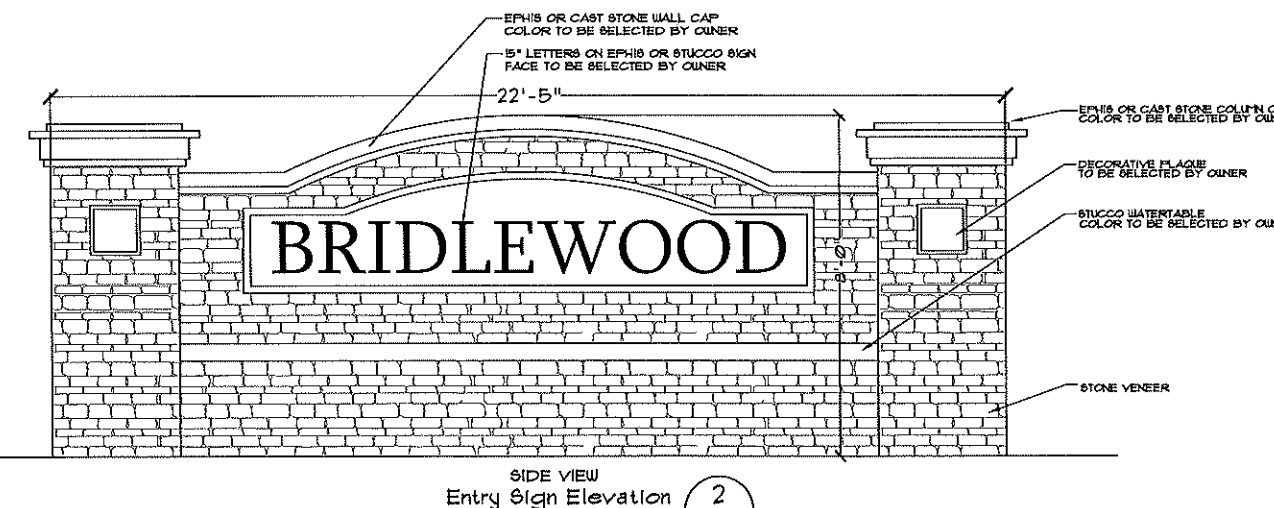 EPHIS OR CAST STONE WALL CAP
COLOR TO BE SELECTED BY OWNER
15" LETTERS ON EPHIS OR STUCCO SIGN
FACE TO BE SELECTED BY OWNER
22'-5"
EPHIS OR CAST STONE COLUMN C
COLOR TO BE SELECTED BY OW
DECORATIVE PLAQUE
TO BE SELECTED BY OWNER
STUCCO WATERTABLE
COLOR TO BE SELECTED BY OW
BRIDLEWOOD
8'-0"
STONE VENEER
SIDE VIEW
Entry Sign Elevation
2